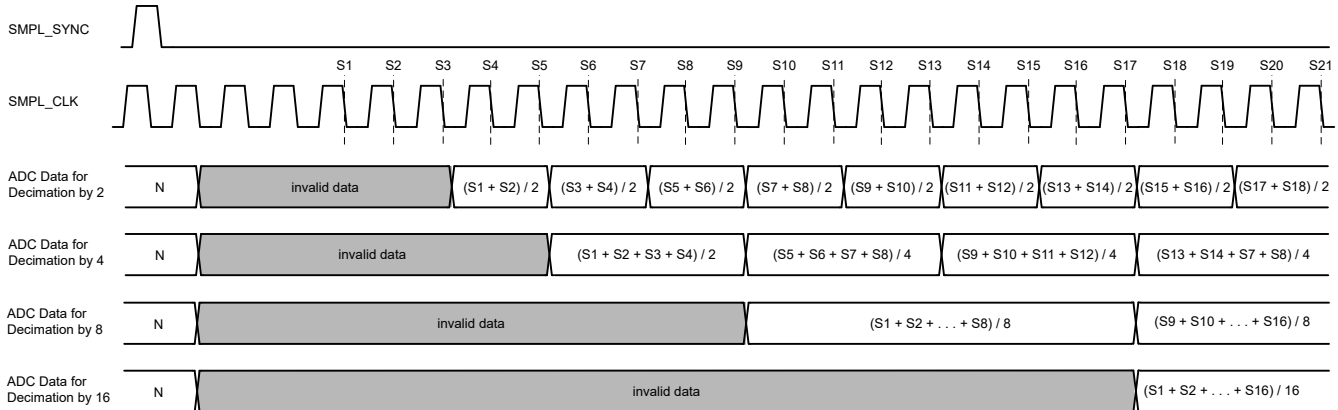 SMPL_SYNC
S1 S2 S3 S4 S5 S6 S7 S8 S9 S10 S11 S12 S13 S14 S15 S16 S17 S18 S19 S20 S21
SMPL_CLK
ADC Data for
Decimation by 2
N invalid data (S1 + S2) / 2 (S3 + S4) / 2 (S5 + S6) / 2 (S7 + S8) / 2 (S9 + S10) / 2 (S11 + S12) / 2 (S13 + S14) / 2 (S15 + S16) / 2 (S17 + S18) / 2
ADC Data for
Decimation by 4
N invalid data (S1 + S2 + S3 + S4) / 2 (S5 + S6 + S7 + S8) / 4 (S9 + S10 + S11 + S12) / 4 (S13 + S14 + S7 + S8) / 4
ADC Data for
Decimation by 8
N invalid data (S1 + S2 + . . . + S8) / 8 (S9 + S10 + . . . + S16) / 8
ADC Data for
Decimation by 16
N invalid data (S1 + S2 + . . . + S16) / 16